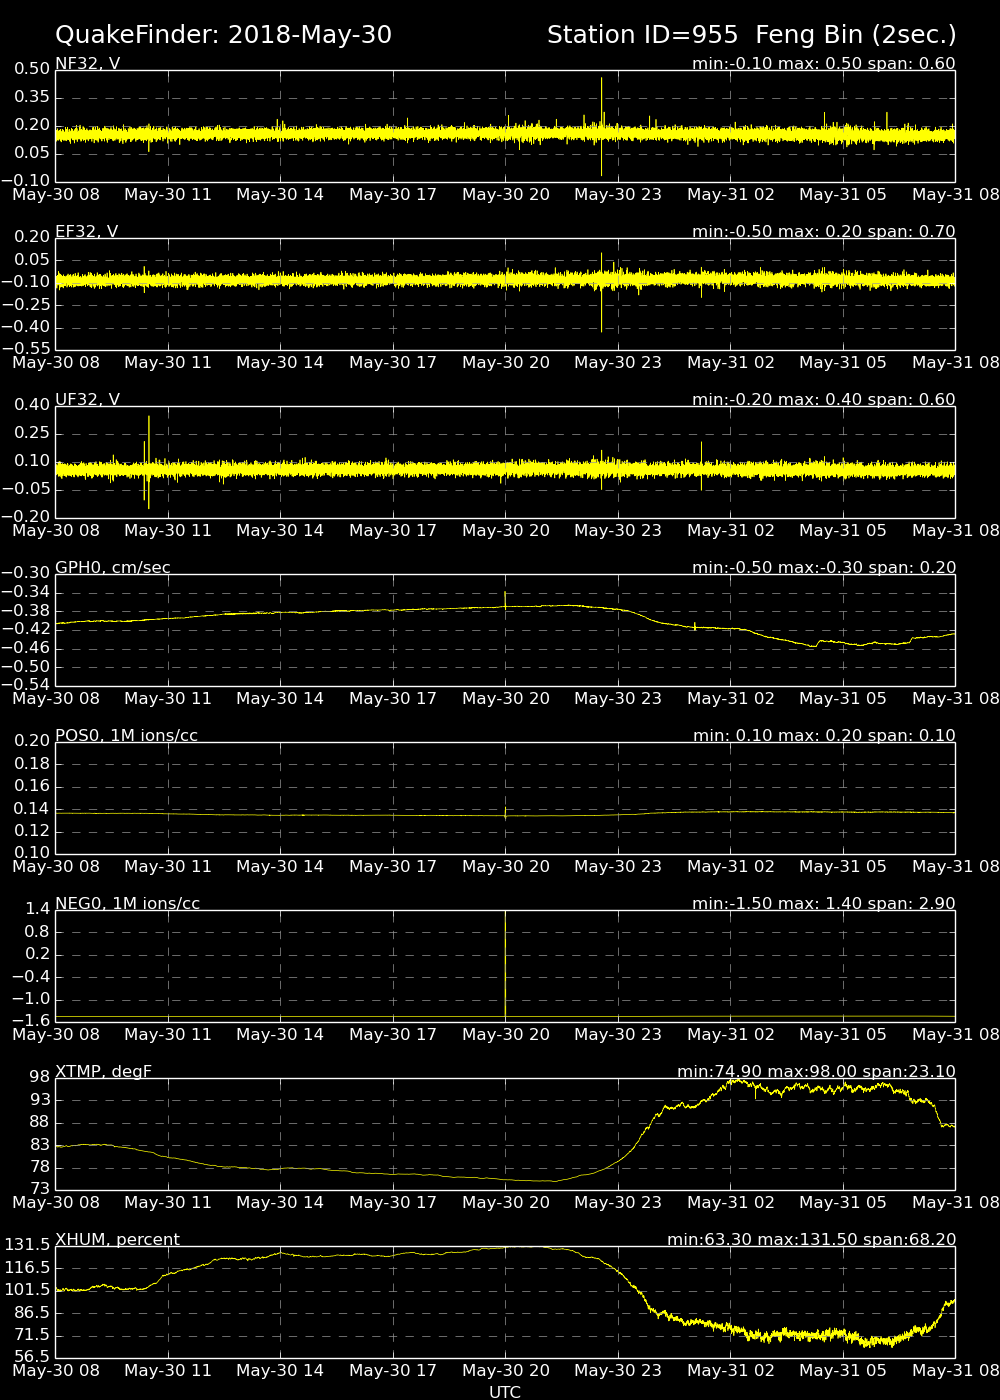 QuakeFinder: 2018-May-30 Station ID=955 Feng Bin (2sec.)
NF32, V min:-0.10 max: 0.50 span: 0.60
0.50
0.35
0.20
0.05
−0.10
May-30 08 May-30 11 May-30 14 May-30 17 May-30 20 May-30 23 May-31 02 May-31 05 May-31 08
EF32, V min:-0.50 max: 0.20 span: 0.70
0.20
0.05
−0.10
−0.25
−0.40
−0.55
May-30 08 May-30 11 May-30 14 May-30 17 May-30 20 May-30 23 May-31 02 May-31 05 May-31 08
UF32, V min:-0.20 max: 0.40 span: 0.60
0.40
0.25
0.10
−0.05
−0.20
May-30 08 May-30 11 May-30 14 May-30 17 May-30 20 May-30 23 May-31 02 May-31 05 May-31 08
GPH0, cm/sec min:-0.50 max:-0.30 span: 0.20
−0.30
−0.34
−0.38
−0.42
−0.46
−0.50
−0.54
May-30 08 May-30 11 May-30 14 May-30 17 May-30 20 May-30 23 May-31 02 May-31 05 May-31 08
POS0, 1M ions/cc min: 0.10 max: 0.20 span: 0.10
0.20
0.18
0.16
0.14
0.12
0.10
May-30 08 May-30 11 May-30 14 May-30 17 May-30 20 May-30 23 May-31 02 May-31 05 May-31 08
NEG0, 1M ions/cc min:-1.50 max: 1.40 span: 2.90
1.4
0.8
0.2
−0.4
−1.0
−1.6
May-30 08 May-30 11 May-30 14 May-30 17 May-30 20 May-30 23 May-31 02 May-31 05 May-31 08
XTMP, degF min:74.90 max:98.00 span:23.10
98
93
88
83
78
73
May-30 08 May-30 11 May-30 14 May-30 17 May-30 20 May-30 23 May-31 02 May-31 05 May-31 08
XHUM, percent min:63.30 max:131.50 span:68.20
131.5
116.5
101.5
86.5
71.5
56.5
May-30 08 May-30 11 May-30 14 May-30 17 May-30 20 May-30 23 May-31 02 May-31 05 May-31 08
UTC